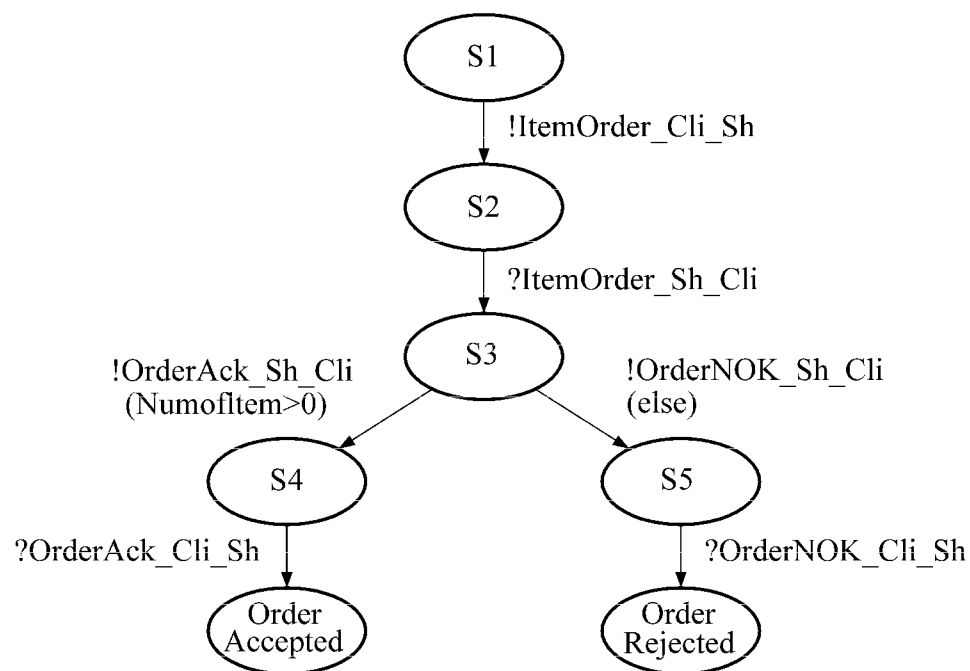 S1
!ItemOrder_Cli_Sh
S2
?ItemOrder_Sh_Cli
S3
!OrderAck_Sh_Cli
(NumofItem>0)
!OrderNOK_Sh_Cli
(else)
S4
S5
?OrderAck_Cli_Sh
?OrderNOK_Cli_Sh
Order
Accepted
Order
Rejected